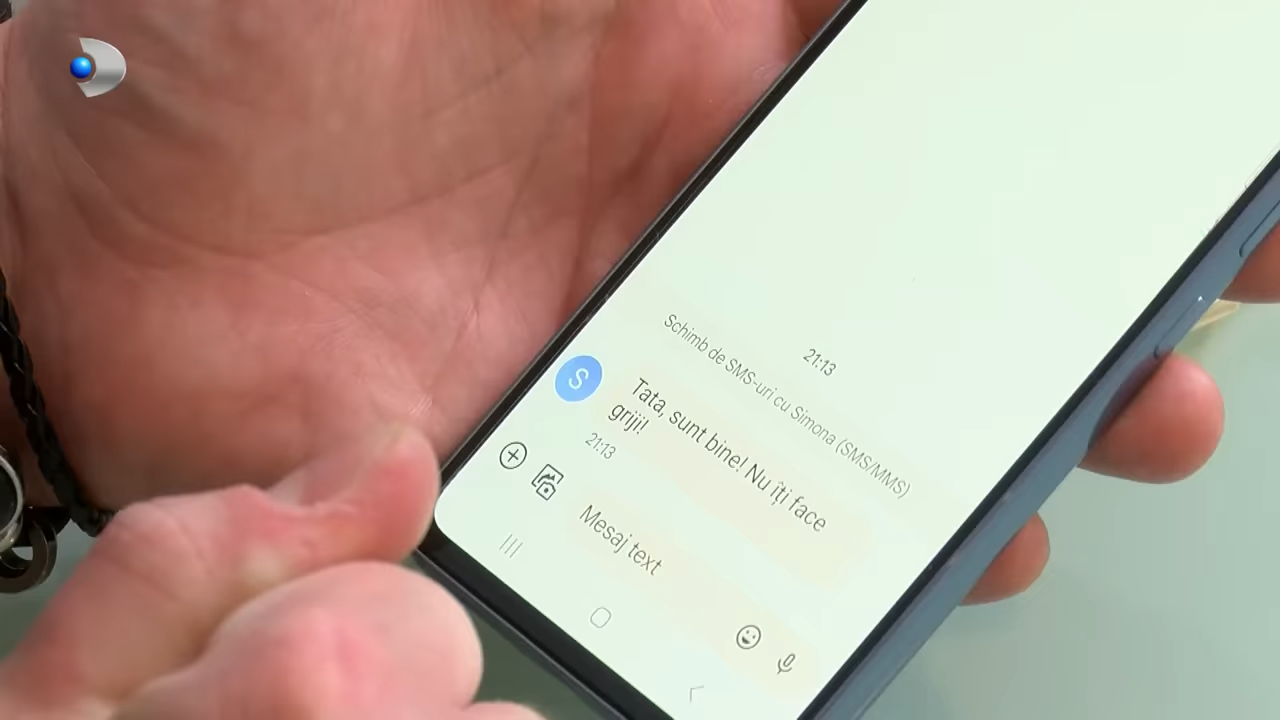 21:13
Schimb de SMS-uri cu Simona (SMS/MMS)
S
Tata, sunt bine! Nu îți face
griji!
21:13
Mesaj text